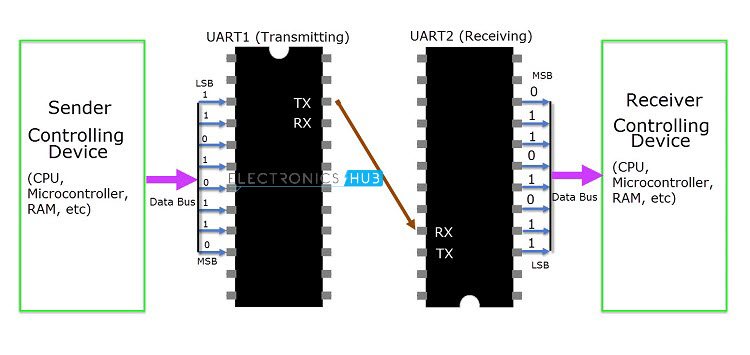 UART1 (Transmitting)
UART2 (Receiving)
Sender
Controlling
Device
(CPU,
Microcontroller,
RAM, etc)
Data Bus
LSB
1
1
0
1
0
1
1
0
MSB
TX
RX
ELECTRONICS HUB
RX
TX
MSB
0
1
1
0
1
0
1
1
LSB
Data Bus
Receiver
Controlling
Device
(CPU,
Microcontroller,
RAM, etc)